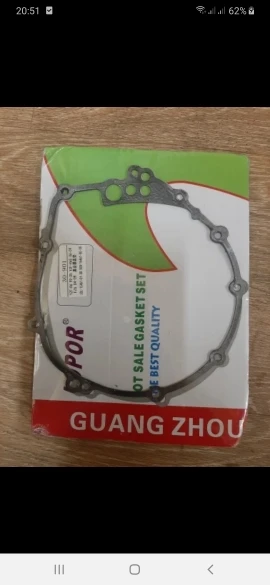 20:51
62%
POR®
OT SALE GASKET SET
E BEST QUALITY
GUANG ZHOU